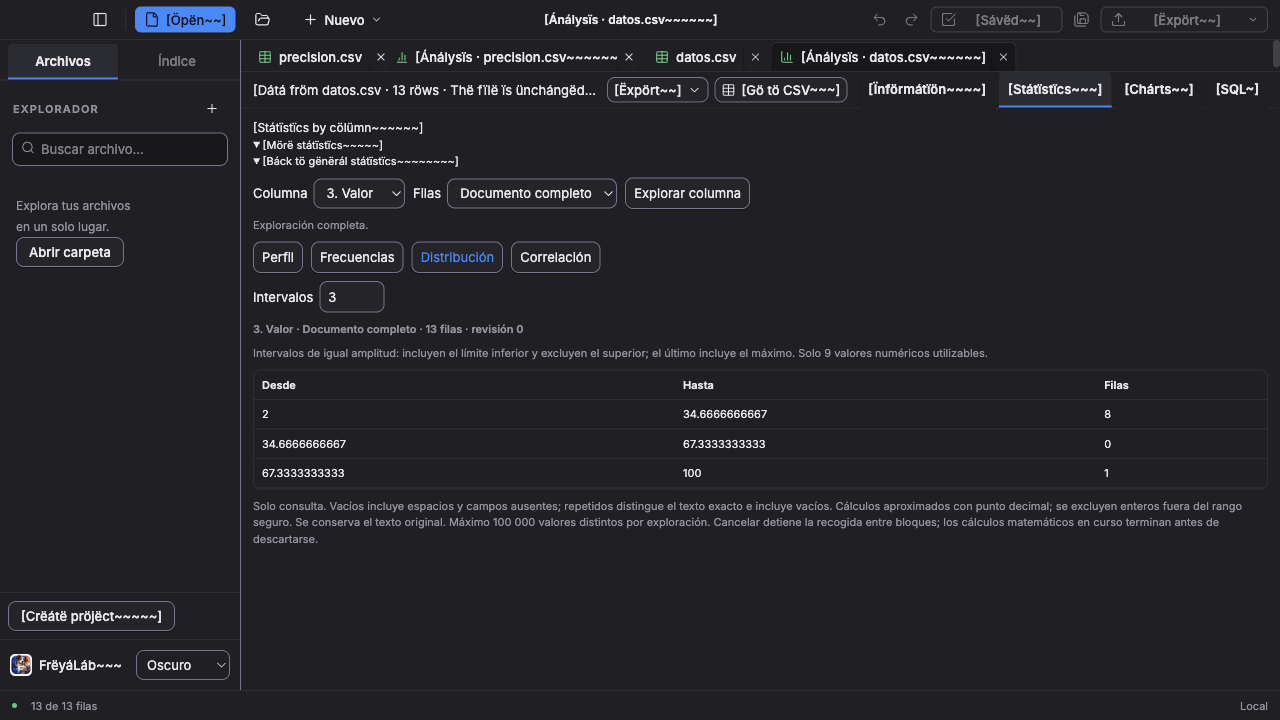 [Öpën~~]
Nuevo
[Ánálysïs · datos.csv~~~~~~]
[Sávëd~~]
[Ëxpört~~]
Archivos
Índice
precision.csv
[Ánálysïs · precision.csv~~~~~~
datos.csv
[Ánálysïs · datos.csv~~~~~~]
[Dátá fröm datos.csv · 13 röws · Thë fïlë ïs ünchángëd...
[Ëxpört~~]
[Gö tö CSV~~~]
[Ïnförmátïön~~~~]
[Státïstïcs~~~]
[Chárts~~]
[SQL~]
EXPLORADOR
Buscar archivo...
Explora tus archivos
en un solo lugar.
Abrir carpeta
[Státïstïcs by cölümn~~~~~~]
[Mörë státïstïcs~~~~~]
[Báck tö gënërál státïstïcs~~~~~~~~]
Columna
3. Valor
Filas
Documento completo
Explorar columna
Exploración completa.
Perfil
Frecuencias
Distribución
Correlación
Intervalos
3
3. Valor · Documento completo · 13 filas · revisión 0
Intervalos de igual amplitud: incluyen el límite inferior y excluyen el superior; el último incluye el máximo. Solo 9 valores numéricos utilizables.
Desde Hasta Filas
2 34.6666666667 8
34.6666666667 67.3333333333 0
67.3333333333 100 1
Solo consulta. Vacíos incluye espacios y campos ausentes; repetidos distingue el texto exacto e incluye vacíos. Cálculos aproximados con punto decimal; se excluyen enteros fuera del rango
seguro. Se conserva el texto original. Máximo 100 000 valores distintos por exploración. Cancelar detiene la recogida entre bloques; los cálculos matemáticos en curso terminan antes de
descartarse.
[Crëátë pröjëct~~~~~]
FrëyáLáb~~~
Oscuro
13 de 13 filas
Local